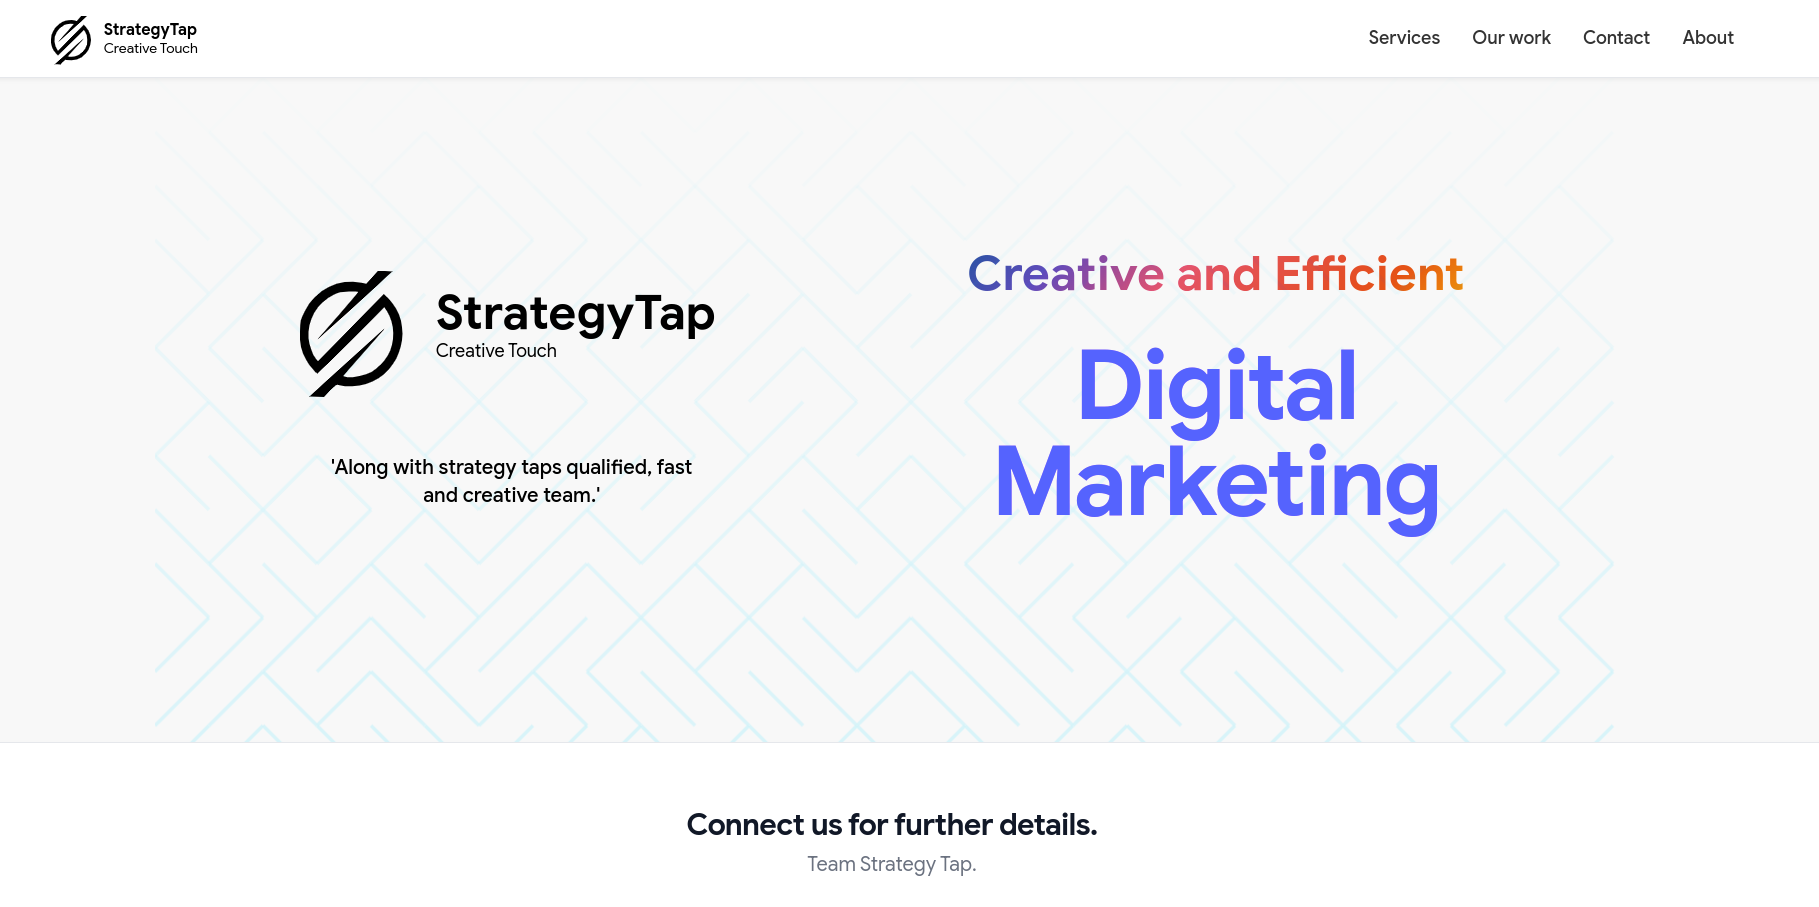 StrategyTap
Creative Touch
Services Our work Contact About
StrategyTap
Creative Touch
'Along with strategy taps qualified, fast
and creative team.'
Creative and Efficient
Digital
Marketing
Connect us for further details.
Team Strategy Tap.